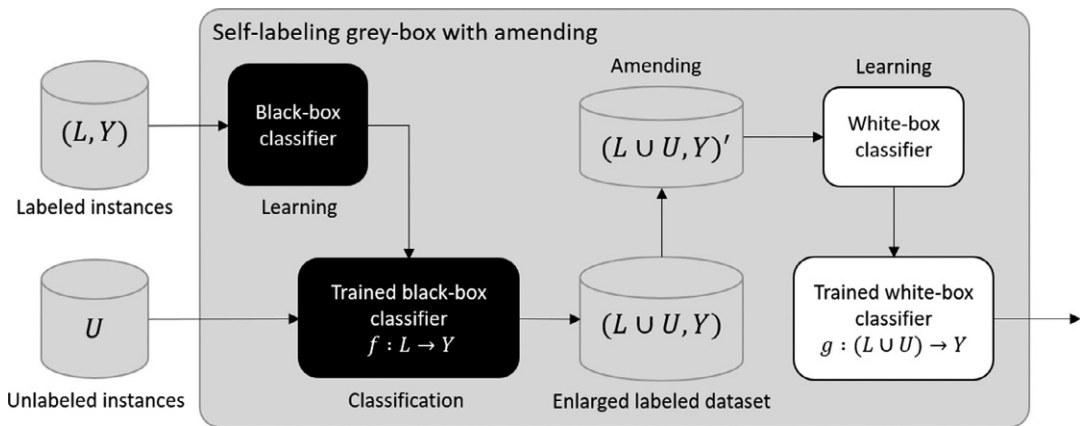 Self-labeling grey-box with amending
(L, Y)
Labeled instances
Black-box
classifier
Learning
U
Unlabeled instances
Trained black-box
classifier
f : L → Y
Classification
(L ∪ U, Y)
Enlarged labeled dataset
Amending
(L ∪ U, Y)′
Learning
White-box
classifier
Trained white-box
classifier
g : (L ∪ U) → Y